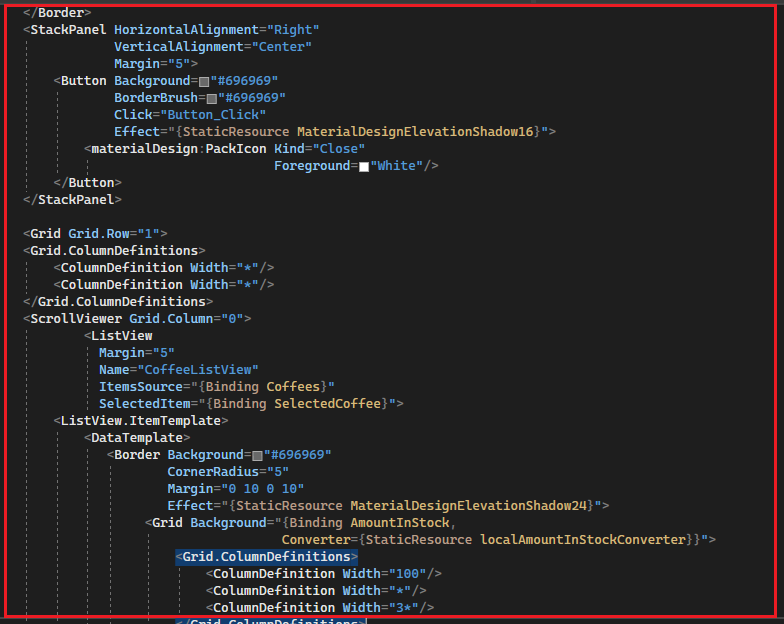 </Border>
<StackPanel HorizontalAlignment="Right"
VerticalAlignment="Center"
Margin="5">
<Button Background="#696969"
BorderBrush="#696969"
Click="Button_Click"
Effect="{StaticResource MaterialDesignElevationShadow16}">
<materialDesign:PackIcon Kind="Close"
Foreground="White"/>
</Button>
</StackPanel>
<Grid Grid.Row="1">
<Grid.ColumnDefinitions>
<ColumnDefinition Width="*"/>
<ColumnDefinition Width="*"/>
</Grid.ColumnDefinitions>
<ScrollViewer Grid.Column="0">
<ListView
Margin="5"
Name="CoffeeListView"
ItemsSource="{Binding Coffees}"
SelectedItem="{Binding SelectedCoffee}">
<ListView.ItemTemplate>
<DataTemplate>
<Border Background="#696969"
CornerRadius="5"
Margin="0 10 0 10"
Effect="{StaticResource MaterialDesignElevationShadow24}">
<Grid Background="{Binding AmountInStock,
Converter={StaticResource localAmountInStockConverter}}">
<Grid.ColumnDefinitions>
<ColumnDefinition Width="100"/>
<ColumnDefinition Width="*"/>
<ColumnDefinition Width="3*"/>
</Grid.ColumnDefinitions>